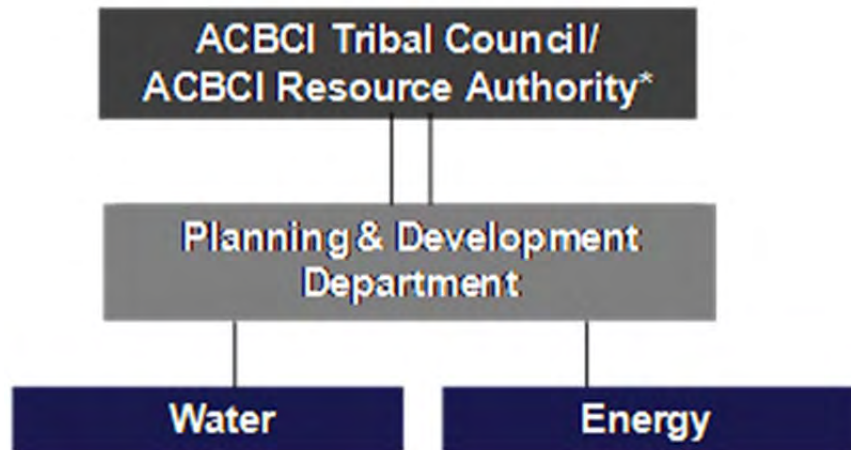 ACBCI Tribal Council/
ACBCI Resource Authority*
Planning & Development
Department
Water
Energy